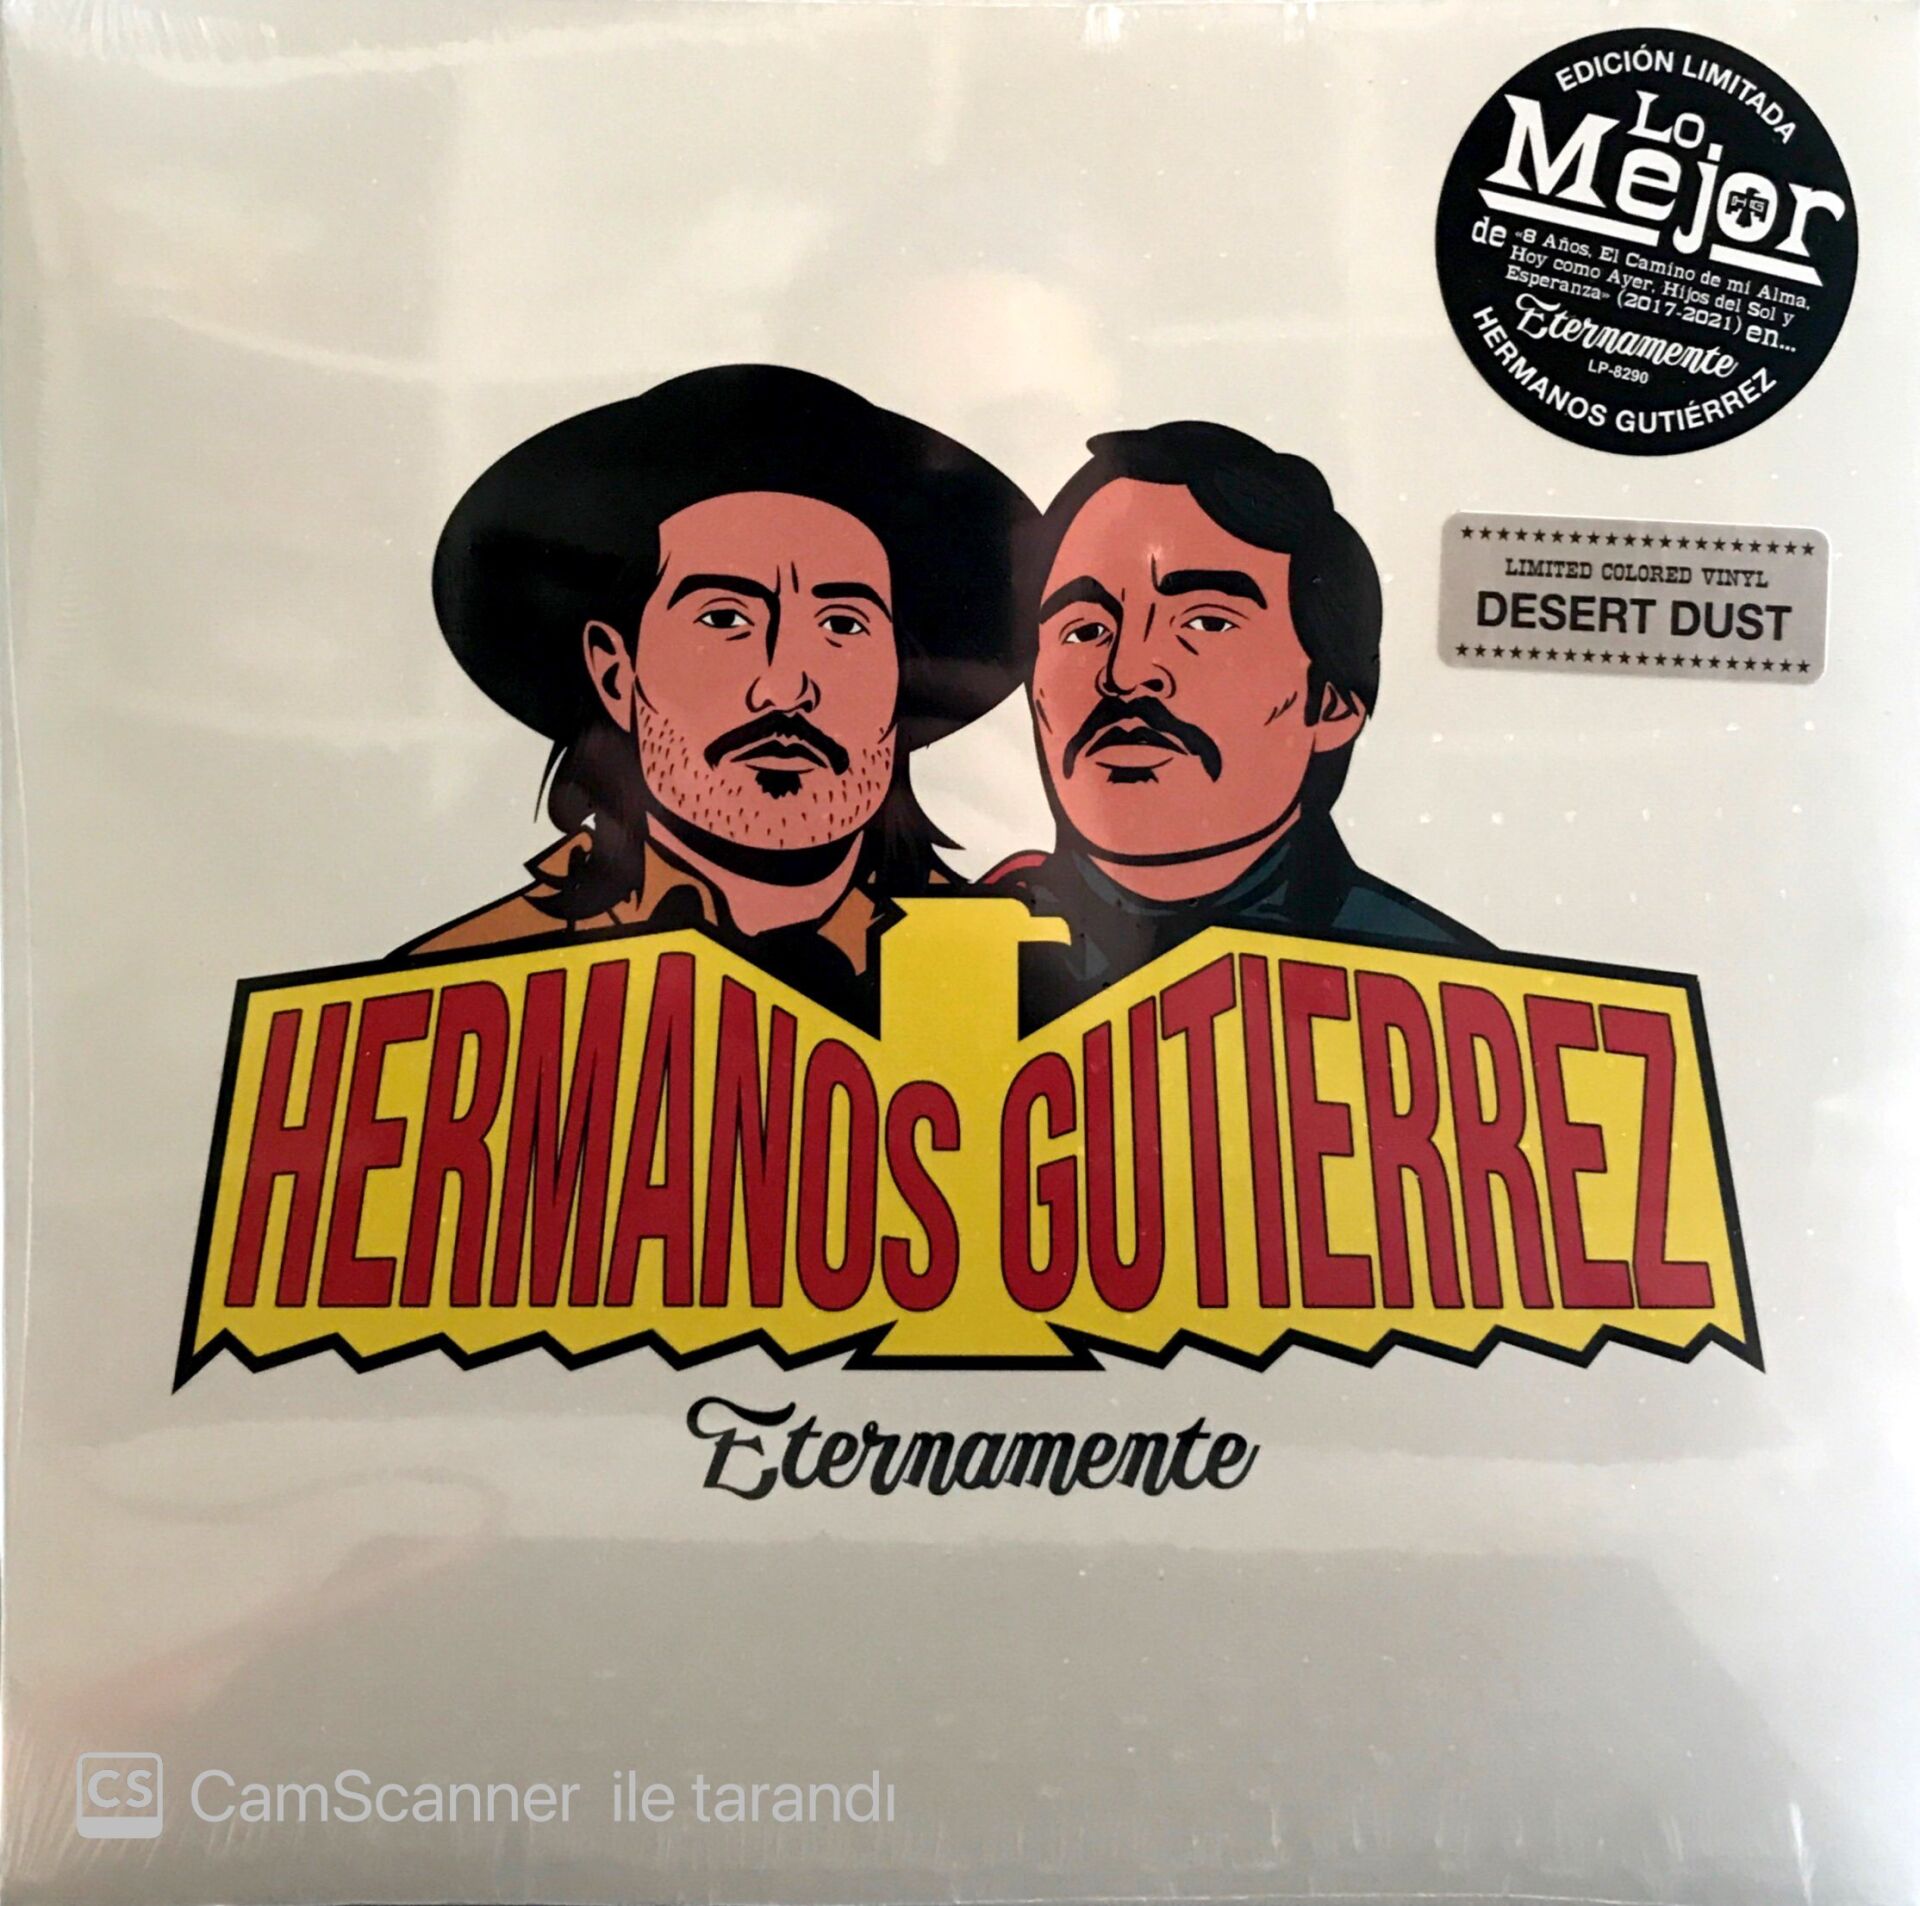 EDICIÓN LIMITADA
LO
Mejor
HG
de «8 Años, El Camino de mi Alma,
Hoy como Ayer, Hijos del Sol y
Esperanza» (2017-2021) en...
Eternamente
LP-8290
HERMANOS GUTIÉRREZ
LIMITED COLORED VINYL
DESERT DUST
HERMANOS GUTIERREZ
Eternamente
CS CamScanner ile tarandı